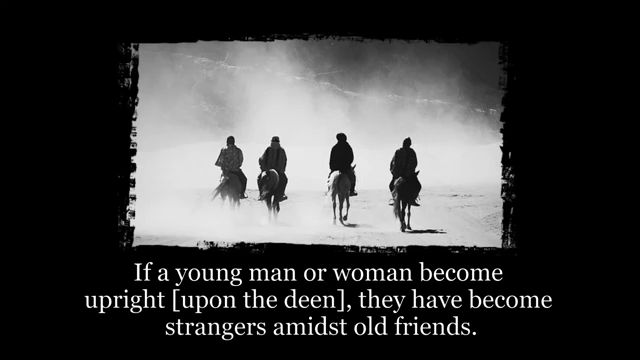 If a young man or woman become
upright [upon the deen], they have become
strangers amidst old friends.